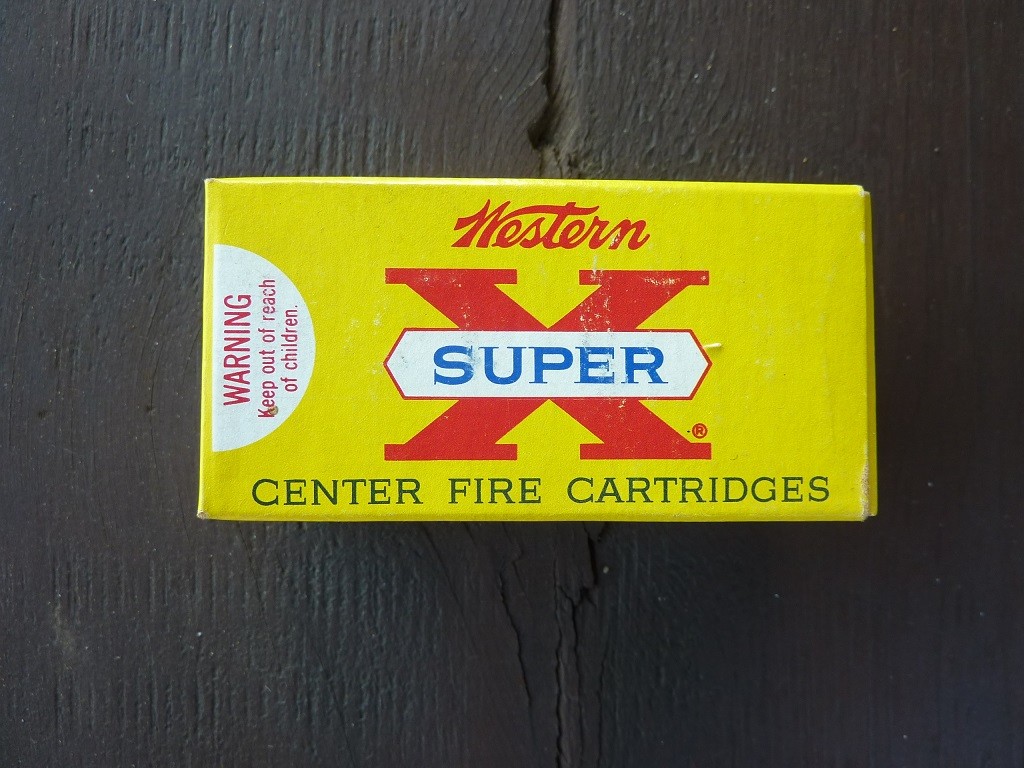 Western
X
SUPER
®
CENTER FIRE CARTRIDGES
WARNING
Keep out of reach
of children.